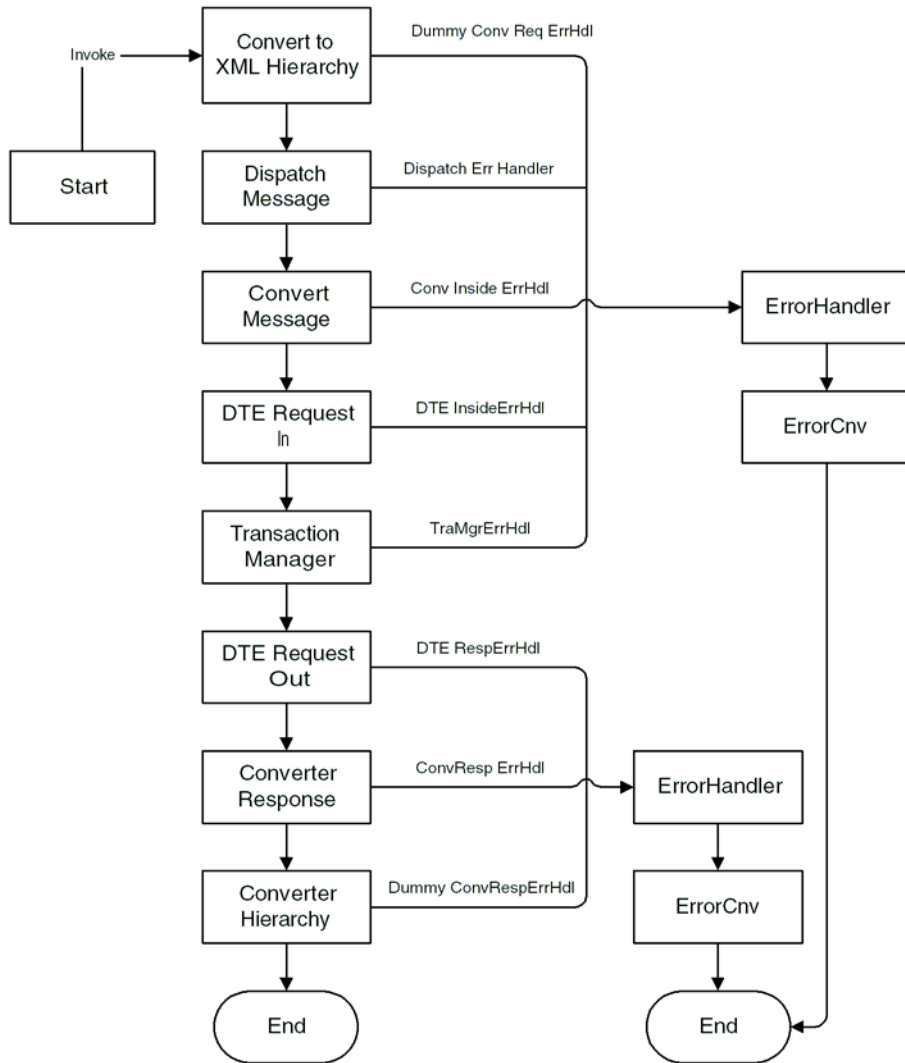 Dummy Conv Req ErrHdl
Convert to
XML Hierarchy
Invoke
Start
Dispatch
Message
Dispatch Err Handler
Convert
Message
Conv Inside ErrHdl
ErrorHandler
DTE Request
In
DTE InsideErrHdl
ErrorCnv
Transaction
Manager
TraMgrErrHdl
DTE Request
Out
DTE RespErrHdl
Converter
Response
ConvResp ErrHdl
ErrorHandler
Converter
Hierarchy
Dummy ConvRespErrHdl
ErrorCnv
End
End